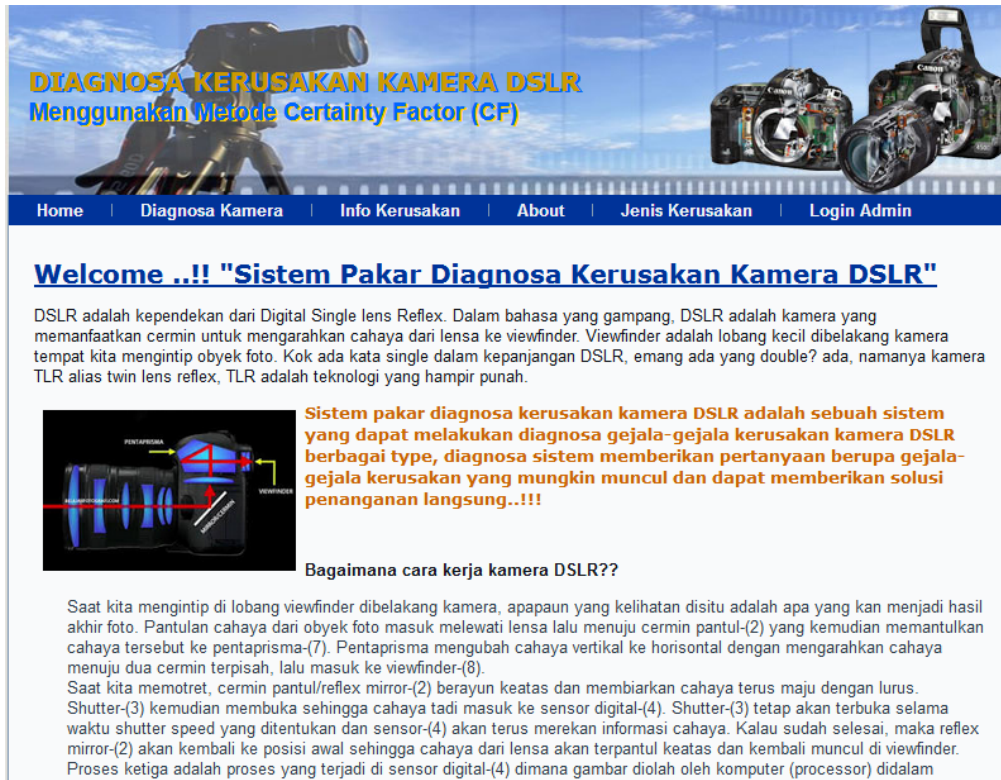 DIAGNOSA KERUSAKAN KAMERA DSLR
Menggunakan Metode Certainty Factor (CF)
Canon
Canon
Home | Diagnosa Kamera | Info Kerusakan | About | Jenis Kerusakan | Login Admin
Welcome ..!! "Sistem Pakar Diagnosa Kerusakan Kamera DSLR"
DSLR adalah kependekan dari Digital Single lens Reflex. Dalam bahasa yang gampang, DSLR adalah kamera yang
memanfaatkan cermin untuk mengarahkan cahaya dari lensa ke viewfinder. Viewfinder adalah lobang kecil dibelakang kamera
tempat kita mengintip obyek foto. Kok ada kata single dalam kepanjangan DSLR, emang ada yang double? ada, namanya kamera
TLR alias twin lens reflex, TLR adalah teknologi yang hampir punah.
PENTAPRISMA
VIEWFINDER
MIRROR/CERMIN
Sistem pakar diagnosa kerusakan kamera DSLR adalah sebuah sistem
yang dapat melakukan diagnosa gejala-gejala kerusakan kamera DSLR
berbagai type, diagnosa sistem memberikan pertanyaan berupa gejala-
gejala kerusakan yang mungkin muncul dan dapat memberikan solusi
penanganan langsung..!!!
Bagaimana cara kerja kamera DSLR??
Saat kita mengintip di lobang viewfinder dibelakang kamera, apapaun yang kelihatan disitu adalah apa yang kan menjadi hasil
akhir foto. Pantulan cahaya dari obyek foto masuk melewati lensa lalu menuju cermin pantul-(2) yang kemudian memantulkan
cahaya tersebut ke pentaprisma-(7). Pentaprisma mengubah cahaya vertikal ke horisontal dengan mengarahkan cahaya
menuju dua cermin terpisah, lalu masuk ke viewfinder-(8).
Saat kita memotret, cermin pantul/reflex mirror-(2) berayun keatas dan membiarkan cahaya terus maju dengan lurus.
Shutter-(3) kemudian membuka sehingga cahaya tadi masuk ke sensor digital-(4). Shutter-(3) tetap akan terbuka selama
waktu shutter speed yang ditentukan dan sensor-(4) akan terus merekan informasi cahaya. Kalau sudah selesai, maka reflex
mirror-(2) akan kembali ke posisi awal sehingga cahaya dari lensa akan terpantul keatas dan kembali muncul di viewfinder.
Proses ketiga adalah proses yang terjadi di sensor digital-(4) dimana gambar diolah oleh komputer (processor) didalam